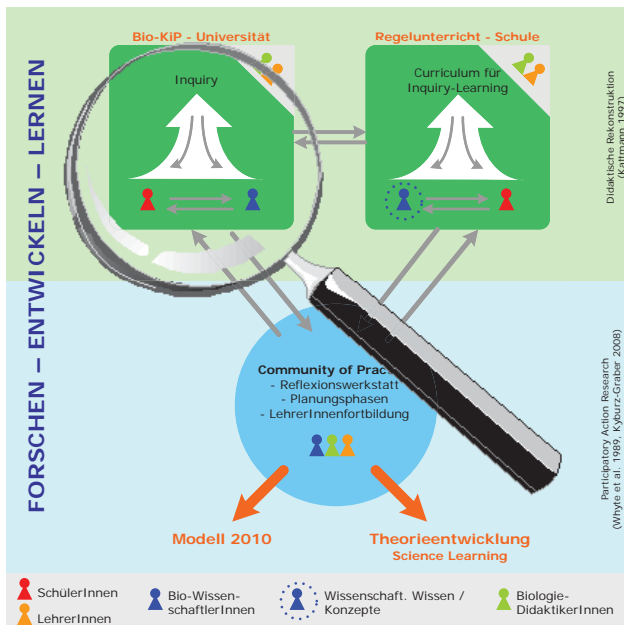 Bio-KiP - Universität
Regelunterricht - Schule
Inquiry
Curriculum für
Inquiry-Learning
FORSCHEN – ENTWICKELN – LERNEN
Didaktische Rekonstruktion
(Kattmann 1997)
Community of Prac
- Reflexionswerkstatt
- Planungsphasen
- LehrerInnenfortbildung
Participatory Action Research
(Whyte et al. 1989, Kyburz-Graber 2008)
Modell 2010
Theorieentwicklung
Science Learning
SchülerInnen
LehrerInnen
Bio-Wissen-
schaftlerInnen
Wissenschaft. Wissen /
Konzepte
Biologie-
DidaktikerInnen